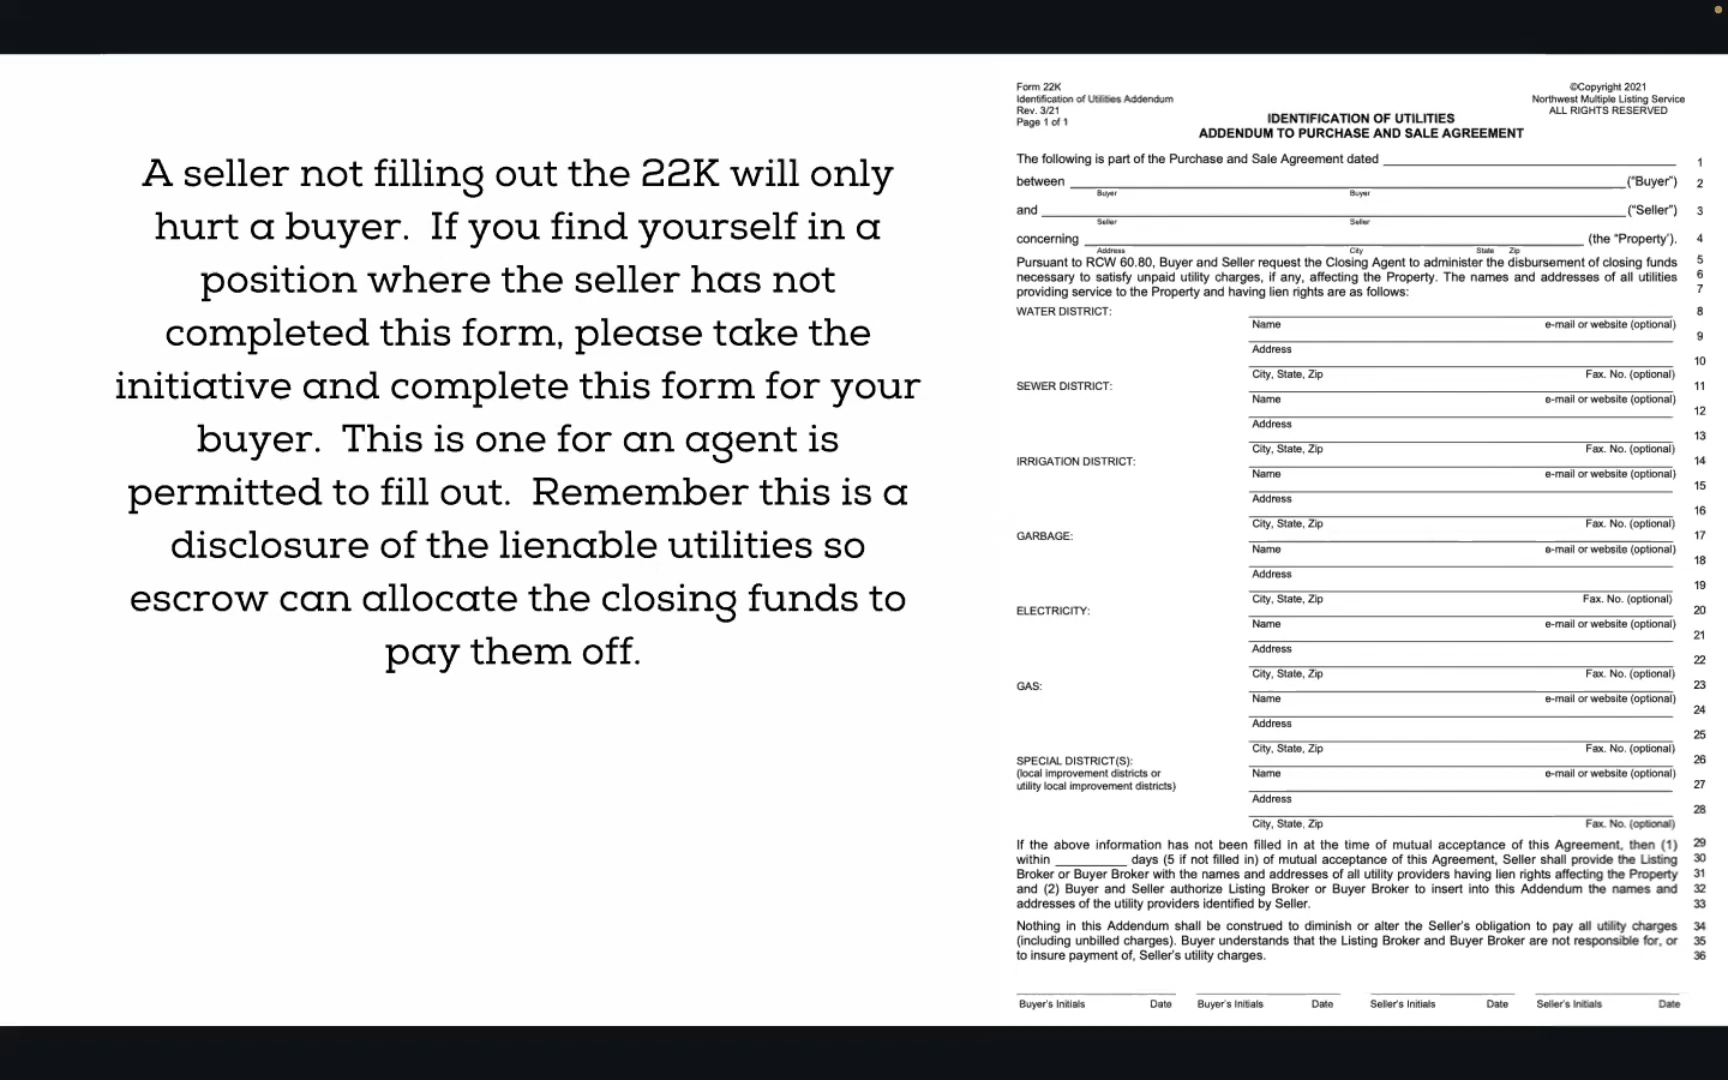 A seller not filling out the 22K will only
hurt a buyer.  If you find yourself in a
position where the seller has not
completed this form, please take the
initiative and complete this form for your
buyer.  This is one for an agent is
permitted to fill out.  Remember this is a
disclosure of the lienable utilities so
escrow can allocate the closing funds to
pay them off.
Form 22K
Identification of Utilities Addendum
Rev. 3/21
Page 1 of 1
©Copyright 2021
Northwest Multiple Listing Service
ALL RIGHTS RESERVED
IDENTIFICATION OF UTILITIES
ADDENDUM TO PURCHASE AND SALE AGREEMENT
The following is part of the Purchase and Sale Agreement dated 1
between ("Buyer") 2
Buyer Buyer
and ("Seller") 3
Seller Seller
concerning (the "Property'). 4
Address City State Zip
Pursuant to RCW 60.80, Buyer and Seller request the Closing Agent to administer the disbursement of closing funds 5
necessary to satisfy unpaid utility charges, if any, affecting the Property. The names and addresses of all utilities 6
providing service to the Property and having lien rights are as follows: 7
WATER DISTRICT: 8
Name e-mail or website (optional)
9
Address
10
City, State, Zip Fax. No. (optional)
SEWER DISTRICT: 11
Name e-mail or website (optional)
12
Address
13
City, State, Zip Fax. No. (optional)
IRRIGATION DISTRICT: 14
Name e-mail or website (optional)
15
Address
16
City, State, Zip Fax. No. (optional)
GARBAGE: 17
Name e-mail or website (optional)
18
Address
19
City, State, Zip Fax. No. (optional)
ELECTRICITY: 20
Name e-mail or website (optional)
21
Address
22
City, State, Zip Fax. No. (optional)
GAS: 23
Name e-mail or website (optional)
24
Address
25
City, State, Zip Fax. No. (optional)
SPECIAL DISTRICT(S): 26
(local improvement districts or Name e-mail or website (optional)
utility local improvement districts) 27
Address
28
City, State, Zip Fax. No. (optional)
If the above information has not been filled in at the time of mutual acceptance of this Agreement, then (1) 29
within __________ days (5 if not filled in) of mutual acceptance of this Agreement, Seller shall provide the Listing 30
Broker or Buyer Broker with the names and addresses of all utility providers having lien rights affecting the Property 31
and (2) Buyer and Seller authorize Listing Broker or Buyer Broker to insert into this Addendum the names and 32
addresses of the utility providers identified by Seller. 33
Nothing in this Addendum shall be construed to diminish or alter the Seller's obligation to pay all utility charges 34
(including unbilled charges). Buyer understands that the Listing Broker and Buyer Broker are not responsible for, or 35
to insure payment of, Seller's utility charges. 36
Buyer's Initials Date Buyer's Initials Date Seller's Initials Date Seller's Initials Date